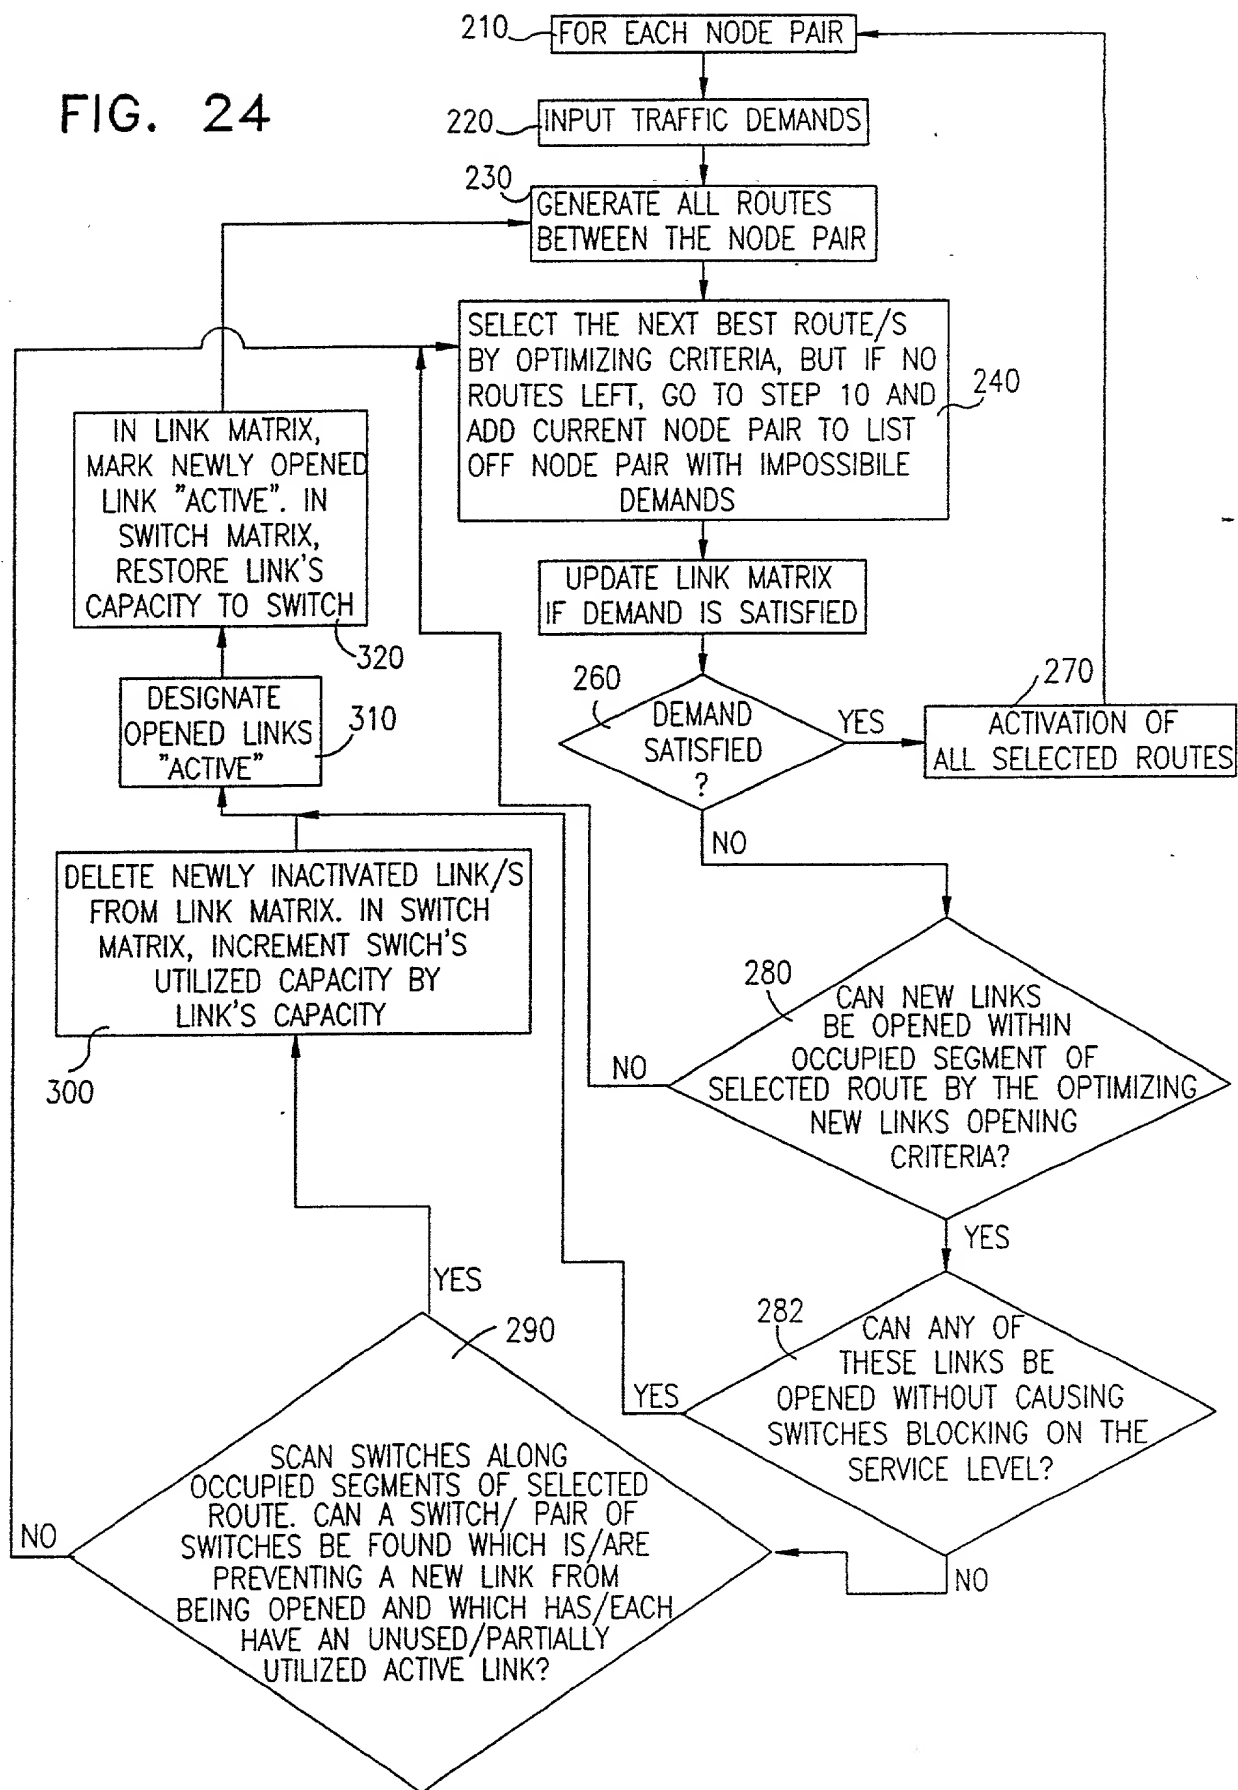 FIG. 24
210
FOR EACH NODE PAIR
220
INPUT TRAFFIC DEMANDS
230
GENERATE ALL ROUTES
BETWEEN THE NODE PAIR
SELECT THE NEXT BEST ROUTE/S
BY OPTIMIZING CRITERIA, BUT IF NO
ROUTES LEFT, GO TO STEP 10 AND
ADD CURRENT NODE PAIR TO LIST
OFF NODE PAIR WITH IMPOSSIBILE
DEMANDS
240
UPDATE LINK MATRIX
IF DEMAND IS SATISFIED
260
DEMAND
SATISFIED
?
YES
NO
270
ACTIVATION OF
ALL SELECTED ROUTES
280
CAN NEW LINKS
BE OPENED WITHIN
OCCUPIED SEGMENT OF
SELECTED ROUTE BY THE OPTIMIZING
NEW LINKS OPENING
CRITERIA?
NO
YES
282
CAN ANY OF
THESE LINKS BE
OPENED WITHOUT CAUSING
SWITCHES BLOCKING ON THE
SERVICE LEVEL?
YES
NO
290
SCAN SWITCHES ALONG
OCCUPIED SEGMENTS OF SELECTED
ROUTE. CAN A SWITCH/ PAIR OF
SWITCHES BE FOUND WHICH IS/ARE
PREVENTING A NEW LINK FROM
BEING OPENED AND WHICH HAS/EACH
HAVE AN UNUSED/PARTIALLY
UTILIZED ACTIVE LINK?
YES
NO
DELETE NEWLY INACTIVATED LINK/S
FROM LINK MATRIX. IN SWITCH
MATRIX, INCREMENT SWICH'S
UTILIZED CAPACITY BY
LINK'S CAPACITY
300
DESIGNATE
OPENED LINKS
"ACTIVE"
310
IN LINK MATRIX,
MARK NEWLY OPENED
LINK "ACTIVE". IN
SWITCH MATRIX,
RESTORE LINK'S
CAPACITY TO SWITCH
320